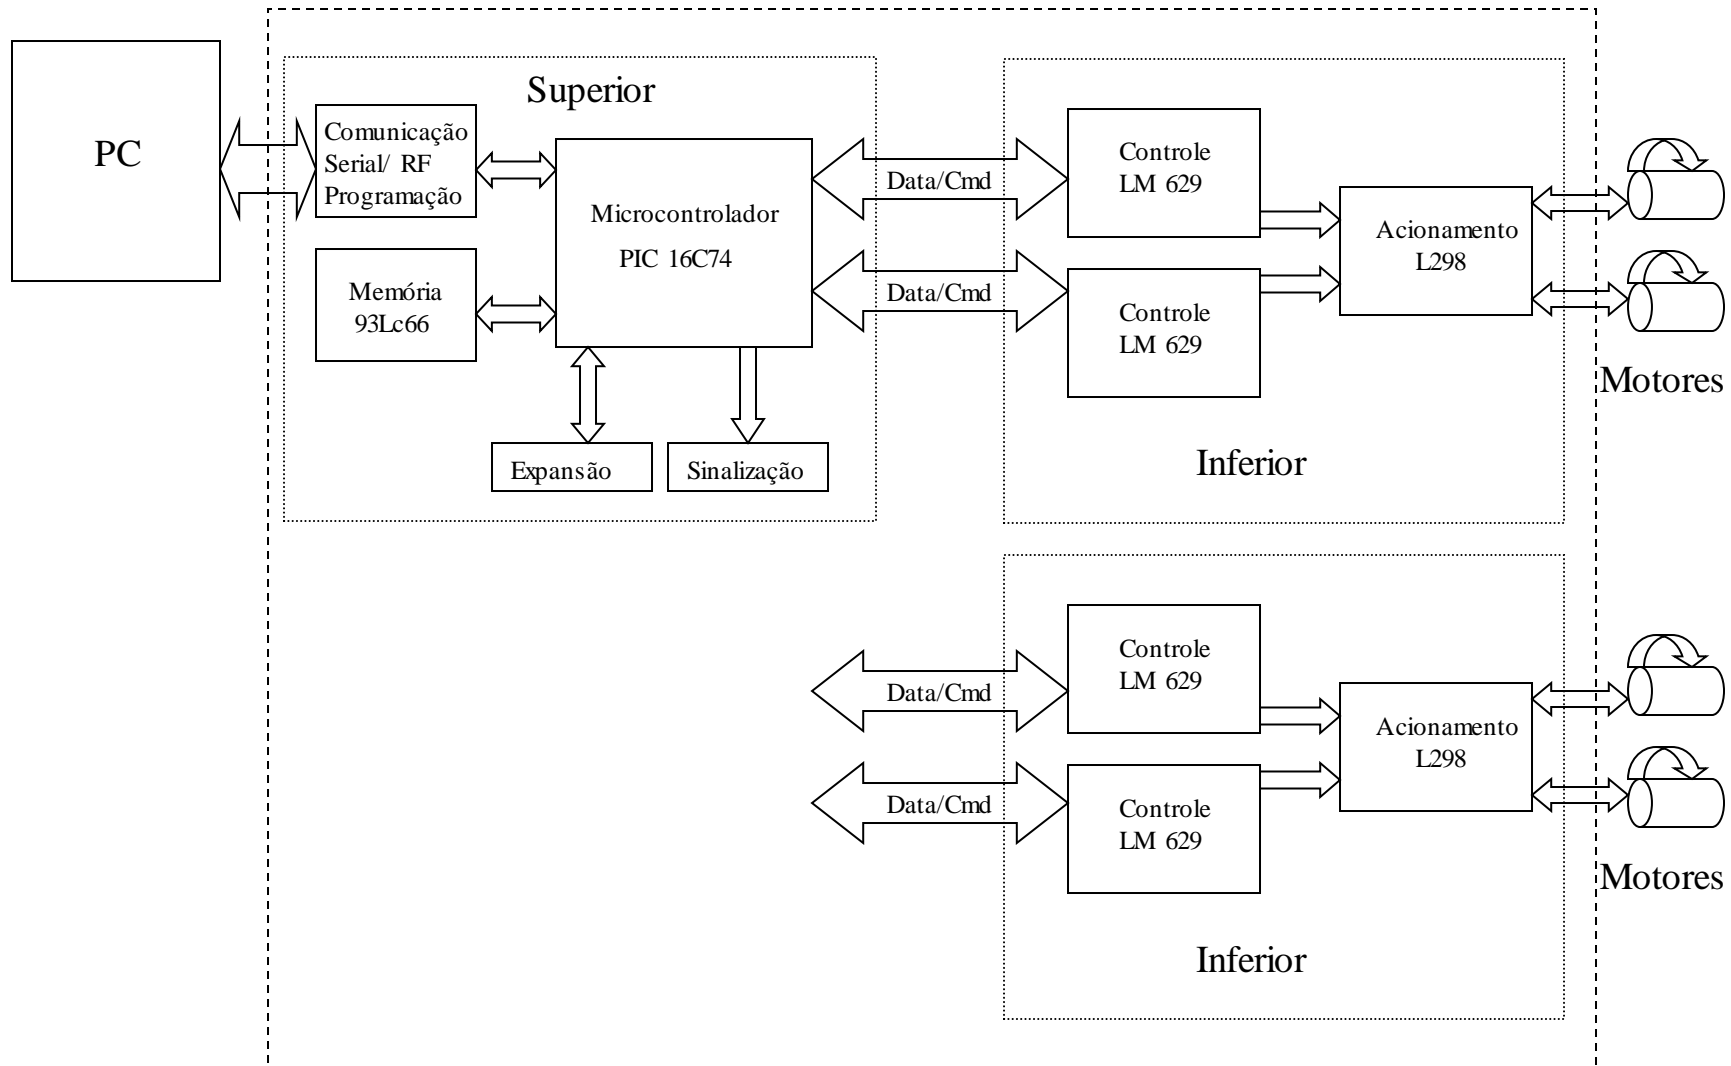 PC
Superior
Comunicação
Serial/ RF
Programação
Microcontrolador
PIC 16C74
Memória
93Lc66
Expansão
Sinalização
Data/Cmd
Data/Cmd
Controle
LM 629
Controle
LM 629
Acionamento
L298
Motores
Inferior
Data/Cmd
Data/Cmd
Controle
LM 629
Controle
LM 629
Acionamento
L298
Motores
Inferior